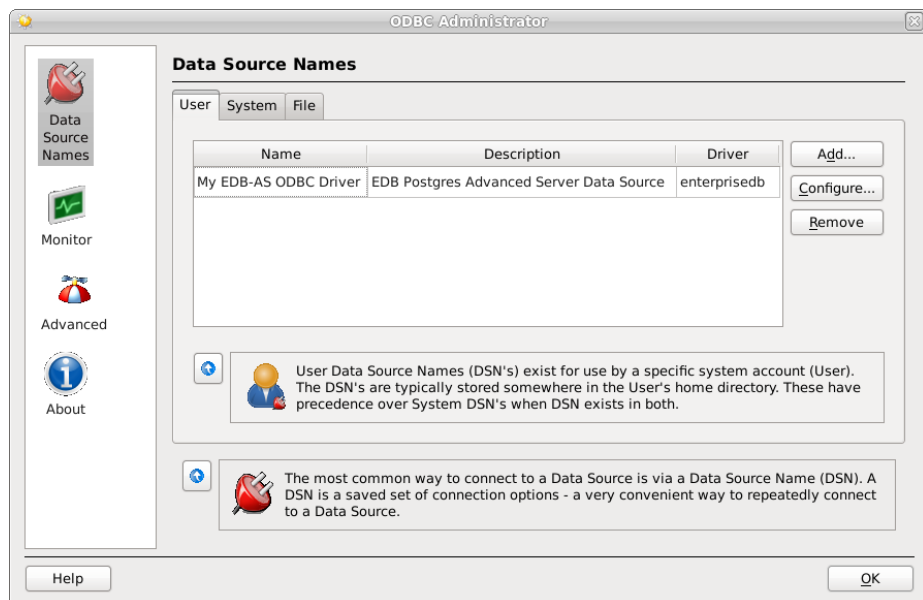 ODBC Administrator
Data
Source
Names
Monitor
Advanced
About
Data Source Names
User System File
Name Description Driver
My EDB-AS ODBC Driver EDB Postgres Advanced Server Data Source enterprisedb
Add...
Configure...
Remove
User Data Source Names (DSN's) exist for use by a specific system account (User).
The DSN's are typically stored somewhere in the User's home directory. These have
precedence over System DSN's when DSN exists in both.
The most common way to connect to a Data Source is via a Data Source Name (DSN). A
DSN is a saved set of connection options - a very convenient way to repeatedly connect
to a Data Source.
Help
OK